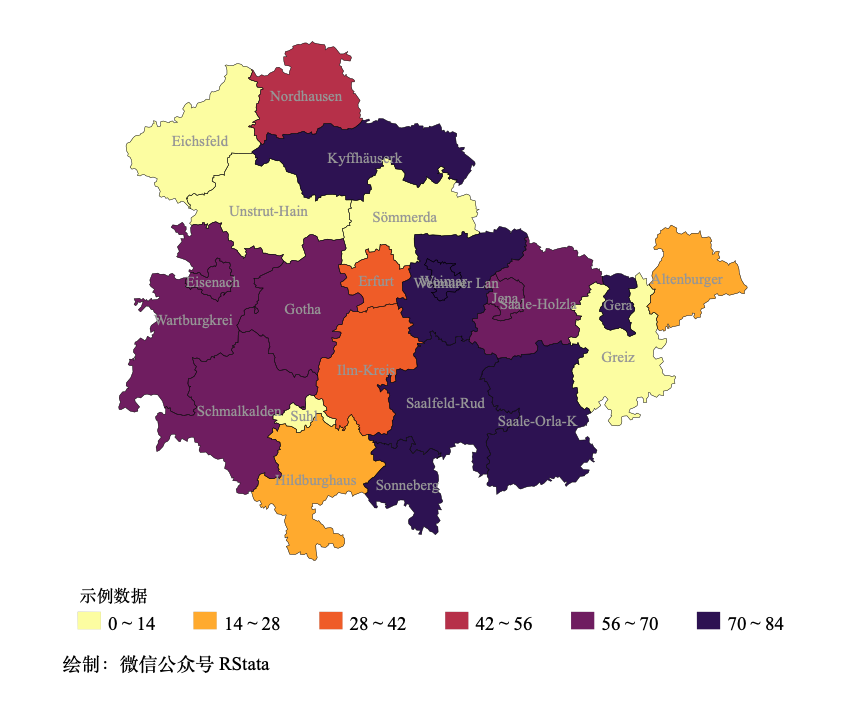 Nordhausen
Eichsfeld
Kyffhäuserk
Unstrut-Hain
Sömmerda
Eisenach
Erfurt
Weimar
Weimarer Lan
Altenburger
Gotha
Jena
Saale-Holzla
Gera
Wartburgkrei
Greiz
Ilm-Kreis
Schmalkalden
Suhl
Saalfeld-Rud
Saale-Orla-K
Hildburghaus
Sonneberg
示例数据
0 ~ 14 14 ~ 28 28 ~ 42 42 ~ 56 56 ~ 70 70 ~ 84
绘制：微信公众号 RStata